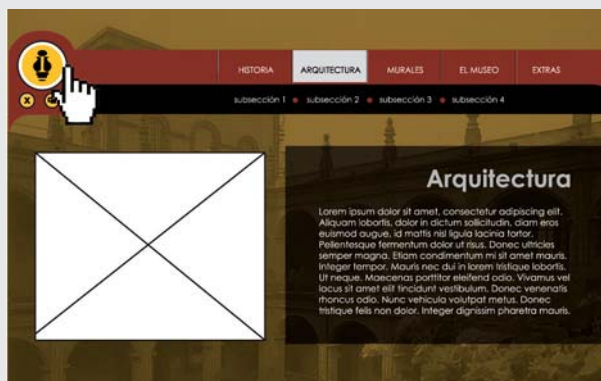 HISTORIA ARQUITECTURA MURALES EL MUSEO EXTRAS
X
subsección 1 subsección 2 subsección 3 subsección 4
Arquitectura
Lorem ipsum dolor sit amet, consectetur adipiscing elit.
Aliquam lobortis, dolor in dictum sollicitudin, diam eros
euismod augue, id mattis nisl ligula lacinia tortor.
Pellentesque fermentum dolor ut risus. Donec ultricies
semper magna. Etiam condimentum mi sit amet mauris.
Integer tempor. Mauris nec dui in lorem tristique lobortis.
Ut neque. Maecenas porttitor eleifend odio. Vivamus vel
lacus sit amet elit tincidunt vestibulum. Donec venenatis
rhoncus odio. Nunc vehicula volutpat metus. Donec
tristique felis non dolor. Integer dignissim pharetra mauris.